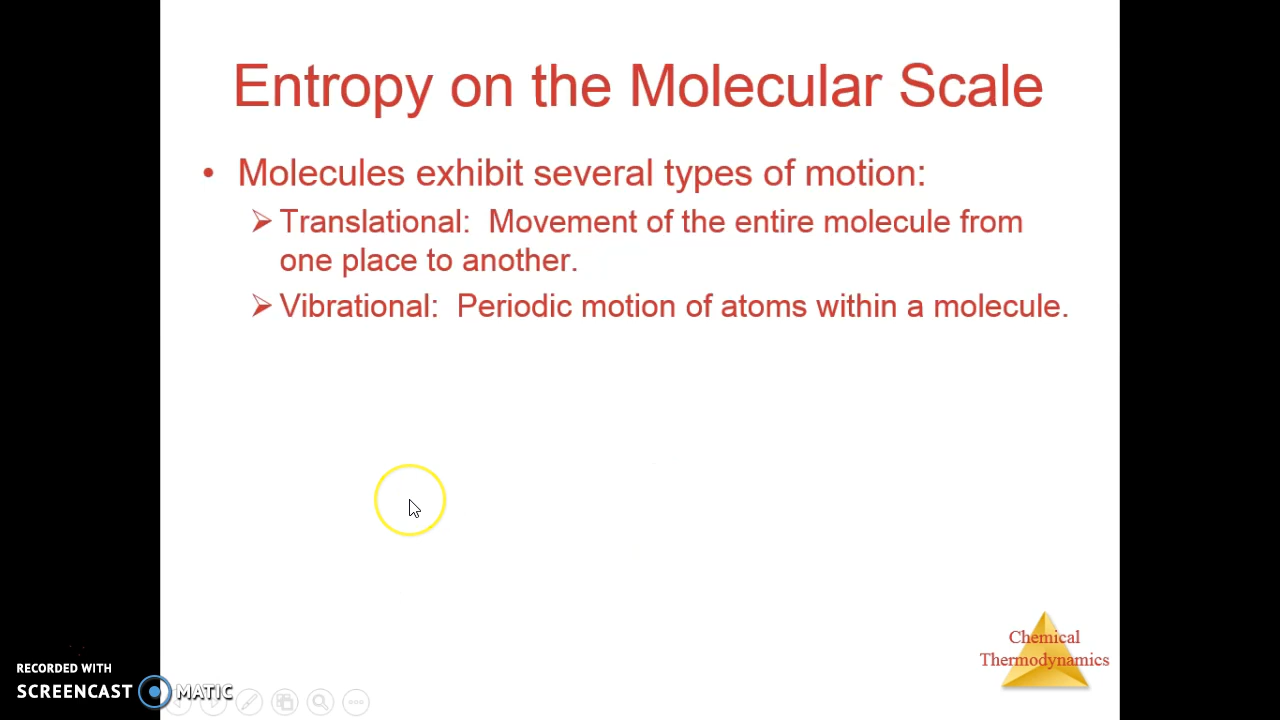 Entropy on the Molecular Scale
• Molecules exhibit several types of motion:
➢ Translational: Movement of the entire molecule from
one place to another.
➢ Vibrational: Periodic motion of atoms within a molecule.
Chemical
Thermodynamics
RECORDED WITH
SCREENCAST MATIC